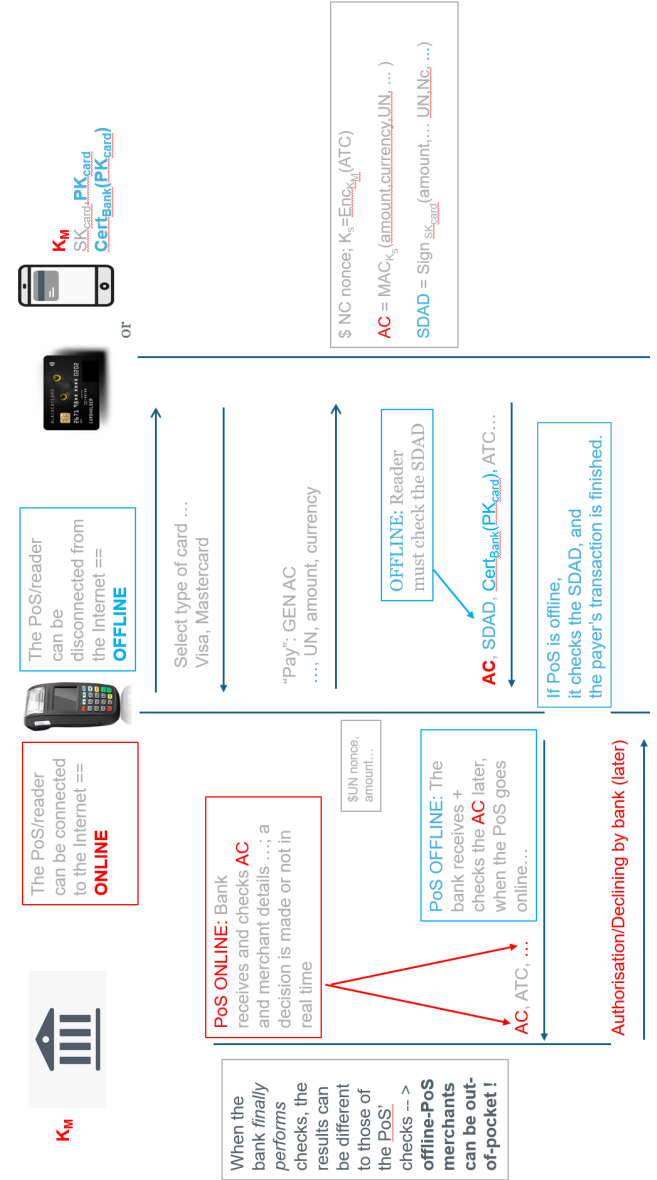 K_M
The PoS/reader
can be connected
to the Internet ==
ONLINE
The PoS/reader
can be
disconnected from
the Internet ==
OFFLINE
or
K_M
SK_card, PK_card
Cert_Bank(PK_card)
Select type of card …
Visa, Mastercard
"Pay": GEN AC
…, UN, amount, currency
$UN nonce,
amount…
$ NC nonce; K_S=Enc_K_M(ATC)
AC = MAC_K_S(amount,currency,UN, … )
SDAD = Sign SK_card(amount,… UN,Nc, …)
OFFLINE: Reader
must check the SDAD
AC, SDAD, Cert_Bank(PK_card), ATC…
If PoS is offline,
it checks the SDAD, and
the payer's transaction is finished.
PoS ONLINE: Bank
receives and checks AC
and merchant details …; a
decision is made or not in
real time
PoS OFFLINE: The
bank receives +
checks the AC later,
when the PoS goes
online…
AC, ATC, …
Authorisation/Declining by bank (later)
When the
bank finally
performs
checks, the
results can
be different
to those of
the PoS'
checks -- >
offline-PoS
merchants
can be out-
of-pocket !